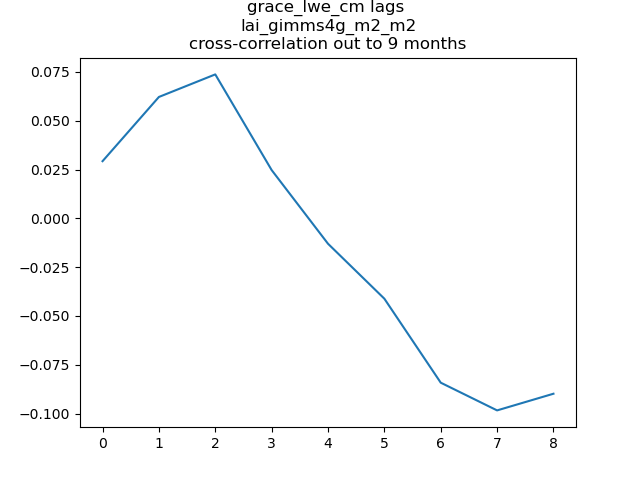 grace_lwe_cm lags
lai_gimms4g_m2_m2
cross-correlation out to 9 months
0.075
0.050
0.025
0.000
−0.025
−0.050
−0.075
−0.100
0 1 2 3 4 5 6 7 8